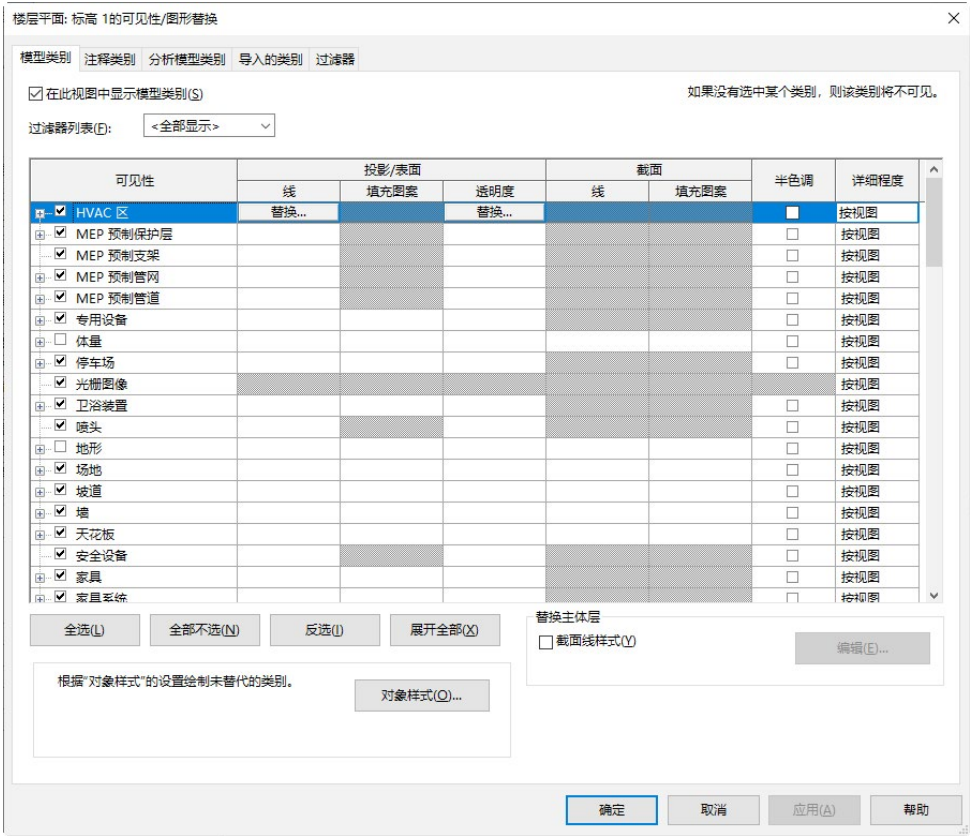 楼层平面: 标高 1的可见性/图形替换
模型类别 注释类别 分析模型类别 导入的类别 过滤器
在此视图中显示模型类别(S)
如果没有选中某个类别，则该类别将不可见。
过滤器列表(F): <全部显示>
可见性 投影/表面 截面 半色调 详细程度
线 填充图案 透明度 线 填充图案
HVAC 区 替换... 替换... 按视图
MEP 预制保护层 按视图
MEP 预制支架 按视图
MEP 预制管网 按视图
MEP 预制管道 按视图
专用设备 按视图
体量 按视图
停车场 按视图
光栅图像 按视图
卫浴装置 按视图
喷头 按视图
地形 按视图
场地 按视图
坡道 按视图
墙 按视图
天花板 按视图
安全设备 按视图
家具 按视图
家具系统 按视图
全选(L) 全部不选(N) 反选(I) 展开全部(X)
替换主体层
截面线样式(Y) 编辑(E)...
根据“对象样式”的设置绘制未替代的类别。
对象样式(O)...
确定 取消 应用(A) 帮助